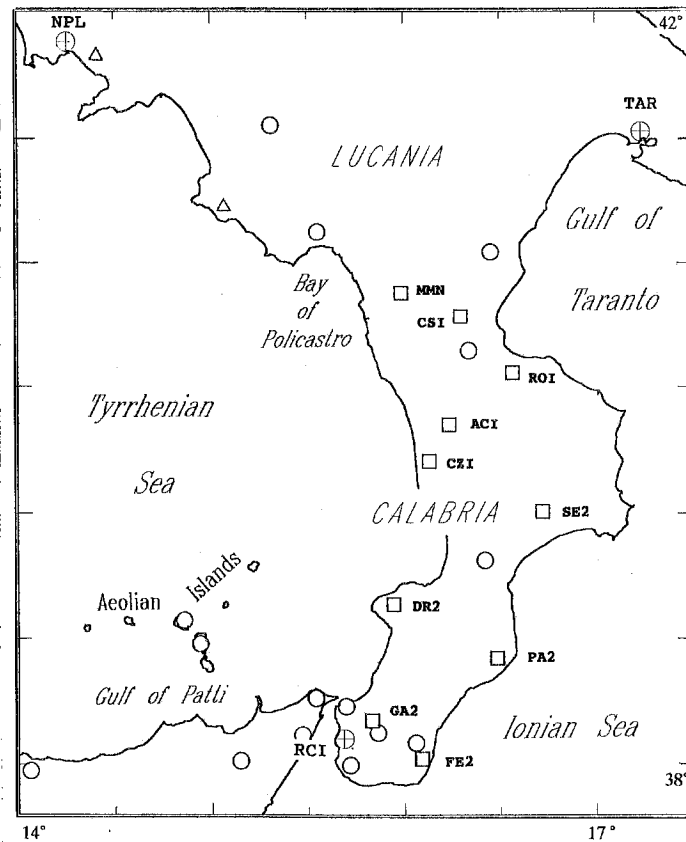 NPL
42°
TAR
LUCANIA
Gulf of
Taranto
Bay
of
Policastro
MMN
CSI
ROI
Tyrrhenian
Sea
ACI
CZI
CALABRIA
SE2
Aeolian
Islands
DR2
PA2
Gulf of Patti
GA2
Ionian Sea
RCI
FE2
38°
14°
17°